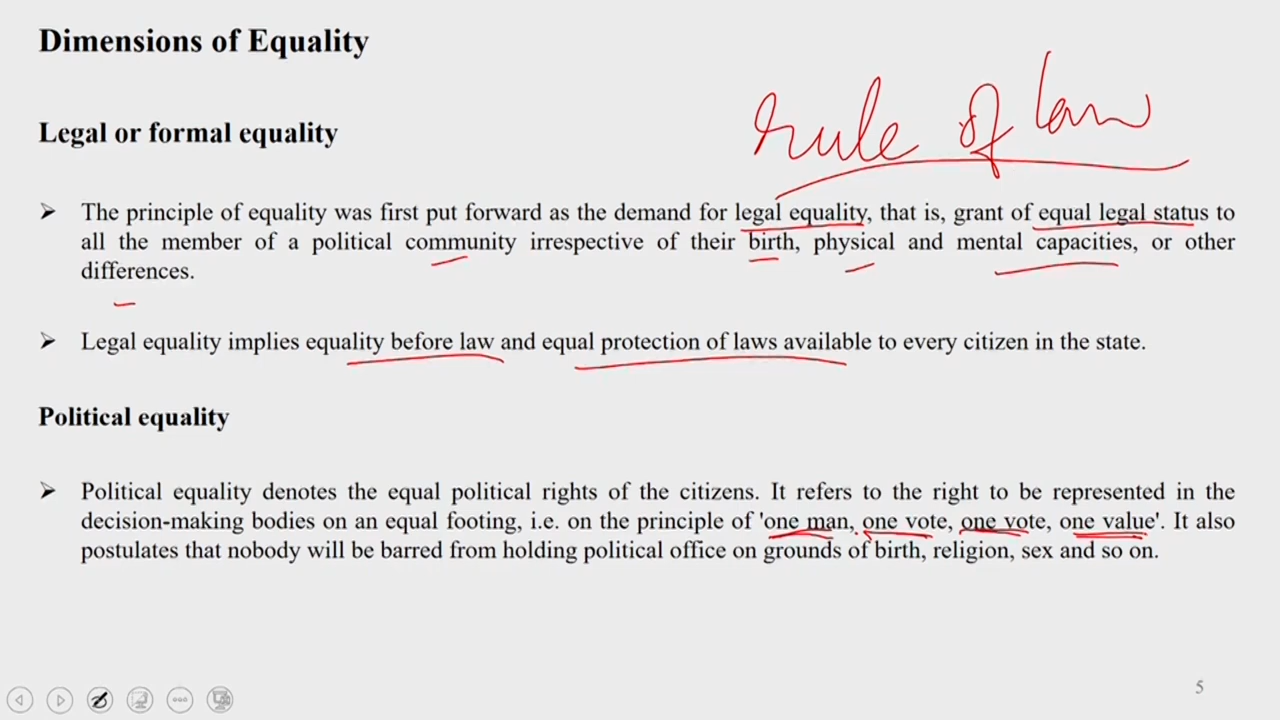 Dimensions of Equality
rule of law
Legal or formal equality
➤ The principle of equality was first put forward as the demand for legal equality, that is, grant of equal legal status to
all the member of a political community irrespective of their birth, physical and mental capacities, or other
differences.
➤ Legal equality implies equality before law and equal protection of laws available to every citizen in the state.
Political equality
➤ Political equality denotes the equal political rights of the citizens. It refers to the right to be represented in the
decision-making bodies on an equal footing, i.e. on the principle of 'one man, one vote, one vote, one value'. It also
postulates that nobody will be barred from holding political office on grounds of birth, religion, sex and so on.
5